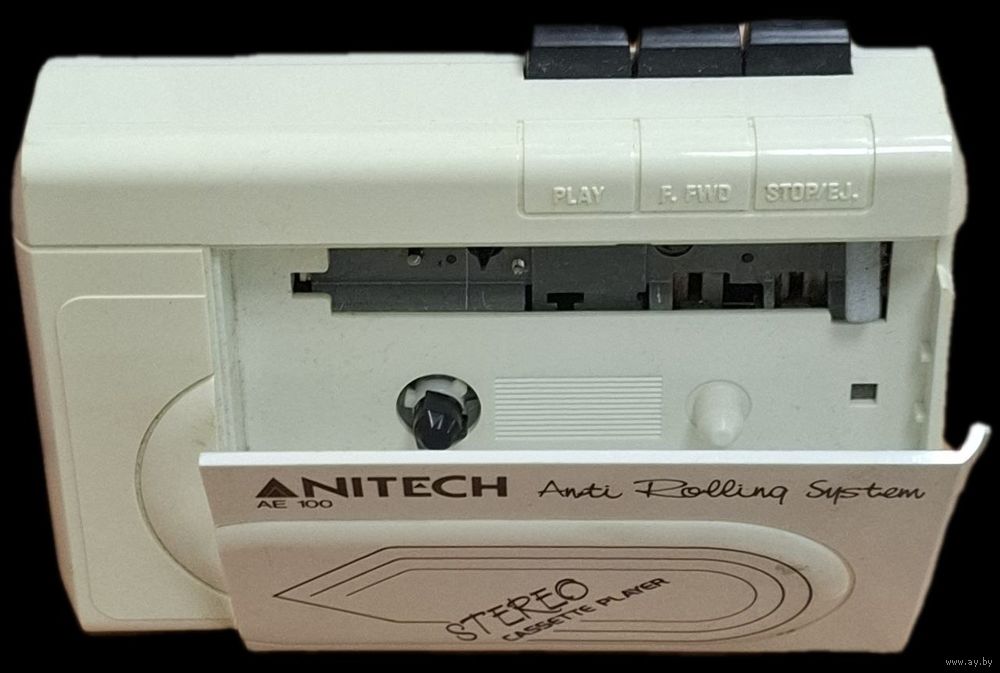 PLAY F. FWD STOP/EJ.
ANITECH Anti Rolling System
AE 100
STEREO
CASSETTE PLAYER
www.ay.by